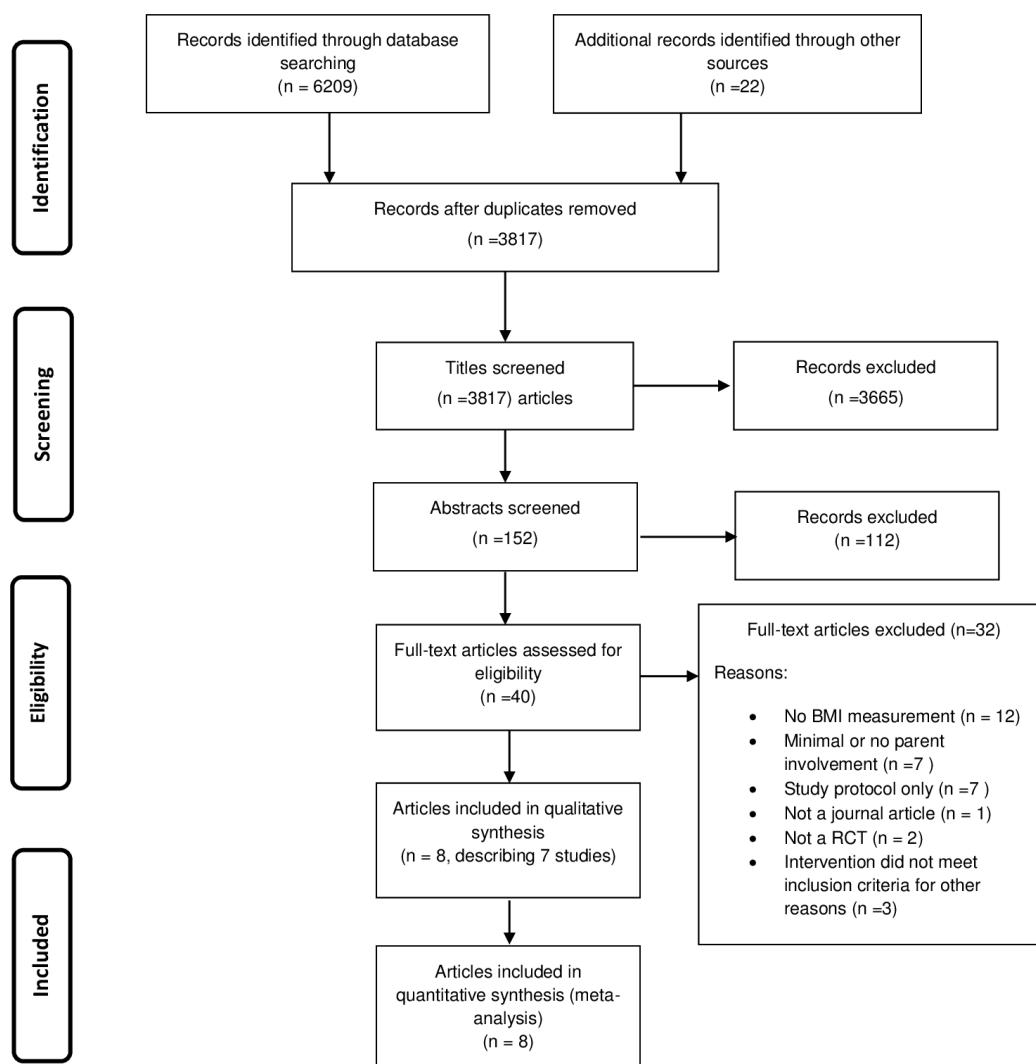 Identification
Records identified through database
searching
(n = 6209)
Additional records identified through other
sources
(n =22)
Records after duplicates removed
(n =3817)
Screening
Titles screened
(n =3817) articles
Records excluded
(n =3665)
Abstracts screened
(n =152)
Records excluded
(n =112)
Eligibility
Full-text articles assessed for
eligibility
(n =40)
Full-text articles excluded (n=32)
Reasons:
• No BMI measurement (n = 12)
• Minimal or no parent
involvement (n =7 )
• Study protocol only (n =7 )
• Not a journal article (n = 1)
• Not a RCT (n = 2)
• Intervention did not meet
inclusion criteria for other
reasons (n =3)
Articles included in qualitative
synthesis
(n = 8, describing 7 studies)
Included
Articles included in
quantitative synthesis (meta-
analysis)
(n = 8)